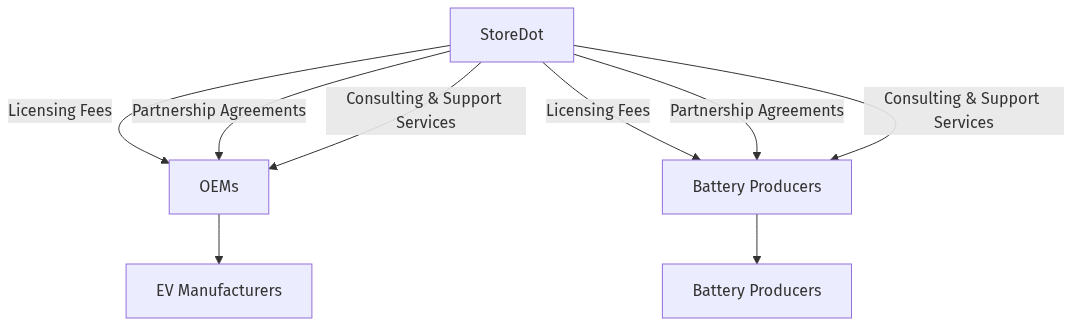 StoreDot
Licensing Fees
Partnership Agreements
Consulting & Support
Services
Licensing Fees
Partnership Agreements
Consulting & Support
Services
OEMs
Battery Producers
EV Manufacturers
Battery Producers